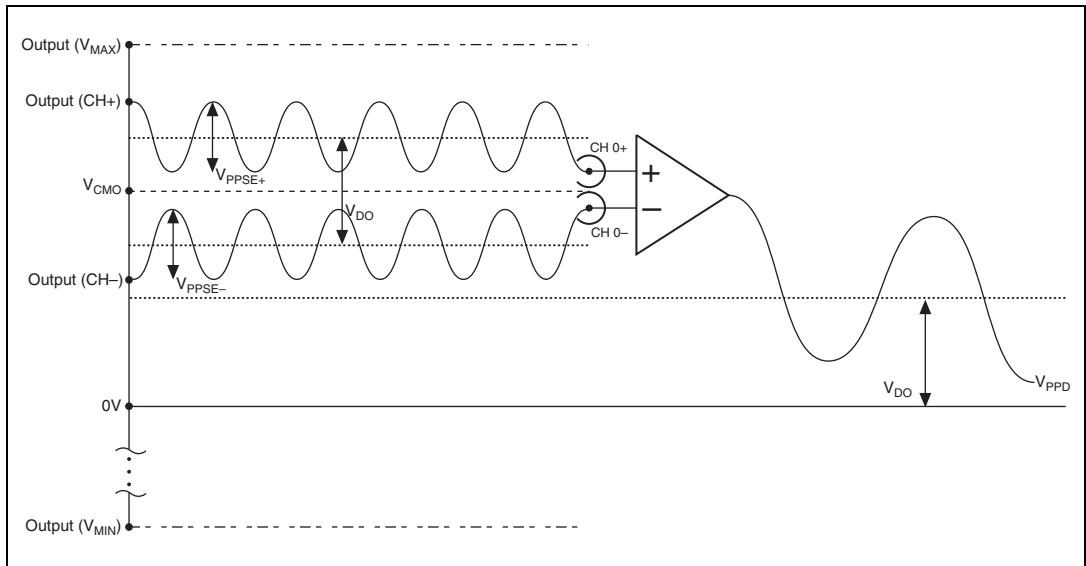 Output (VMAX)
Output (CH+)
CH 0+
VPPSE+
+
VCMO
−
VDO
CH 0–
Output (CH–)
VPPSE–
VDO
VPPD
0V
Output (VMIN)